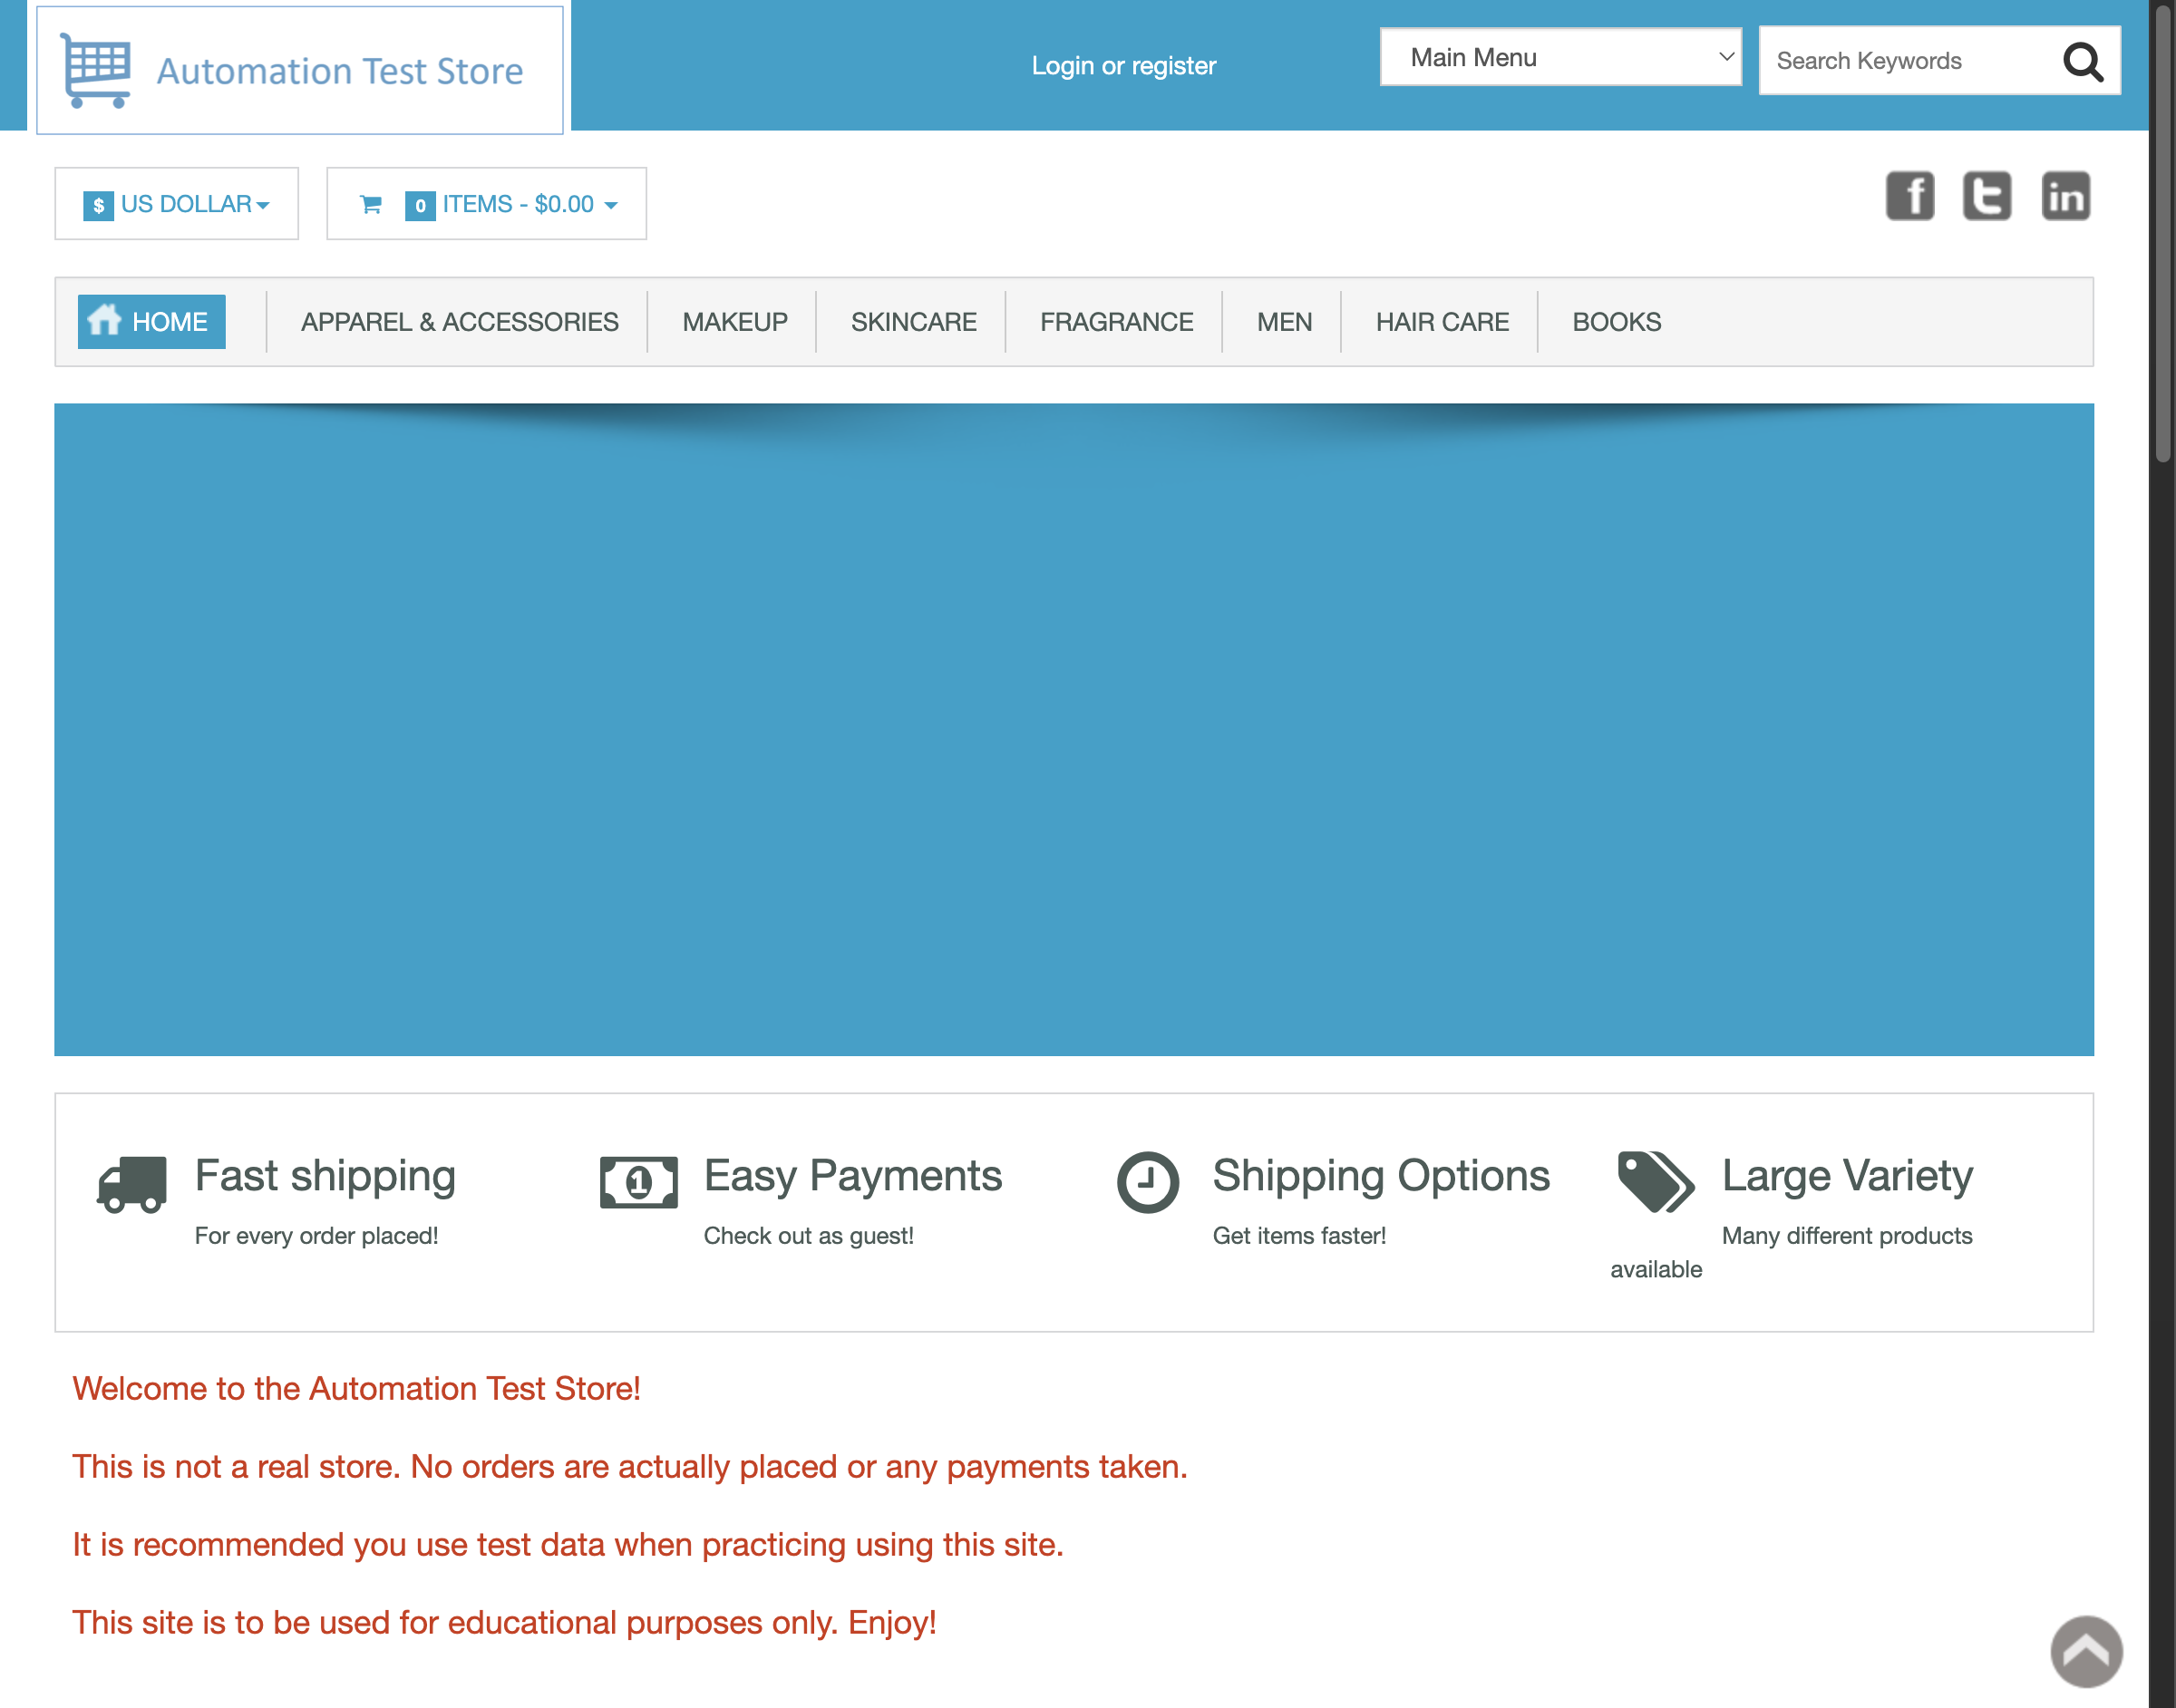 Automation Test Store
Login or register
Main Menu
Search Keywords
$ US DOLLAR
0 ITEMS - $0.00
f t in
HOME
APPAREL & ACCESSORIES
MAKEUP
SKINCARE
FRAGRANCE
MEN
HAIR CARE
BOOKS
Fast shipping
For every order placed!
1
Easy Payments
Check out as guest!
Shipping Options
Get items faster!
Large Variety
Many different products
available
Welcome to the Automation Test Store!
This is not a real store. No orders are actually placed or any payments taken.
It is recommended you use test data when practicing using this site.
This site is to be used for educational purposes only. Enjoy!